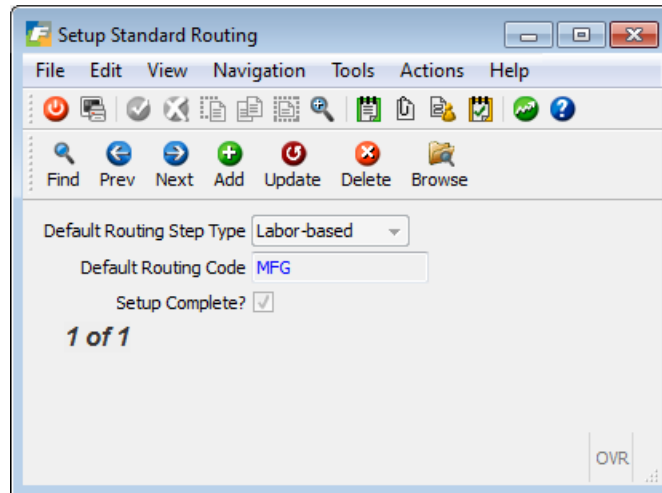 Setup Standard Routing
File Edit View Navigation Tools Actions Help
Find Prev Next Add Update Delete Browse
Default Routing Step Type Labor-based
Default Routing Code MFG
Setup Complete?
1 of 1
OVR